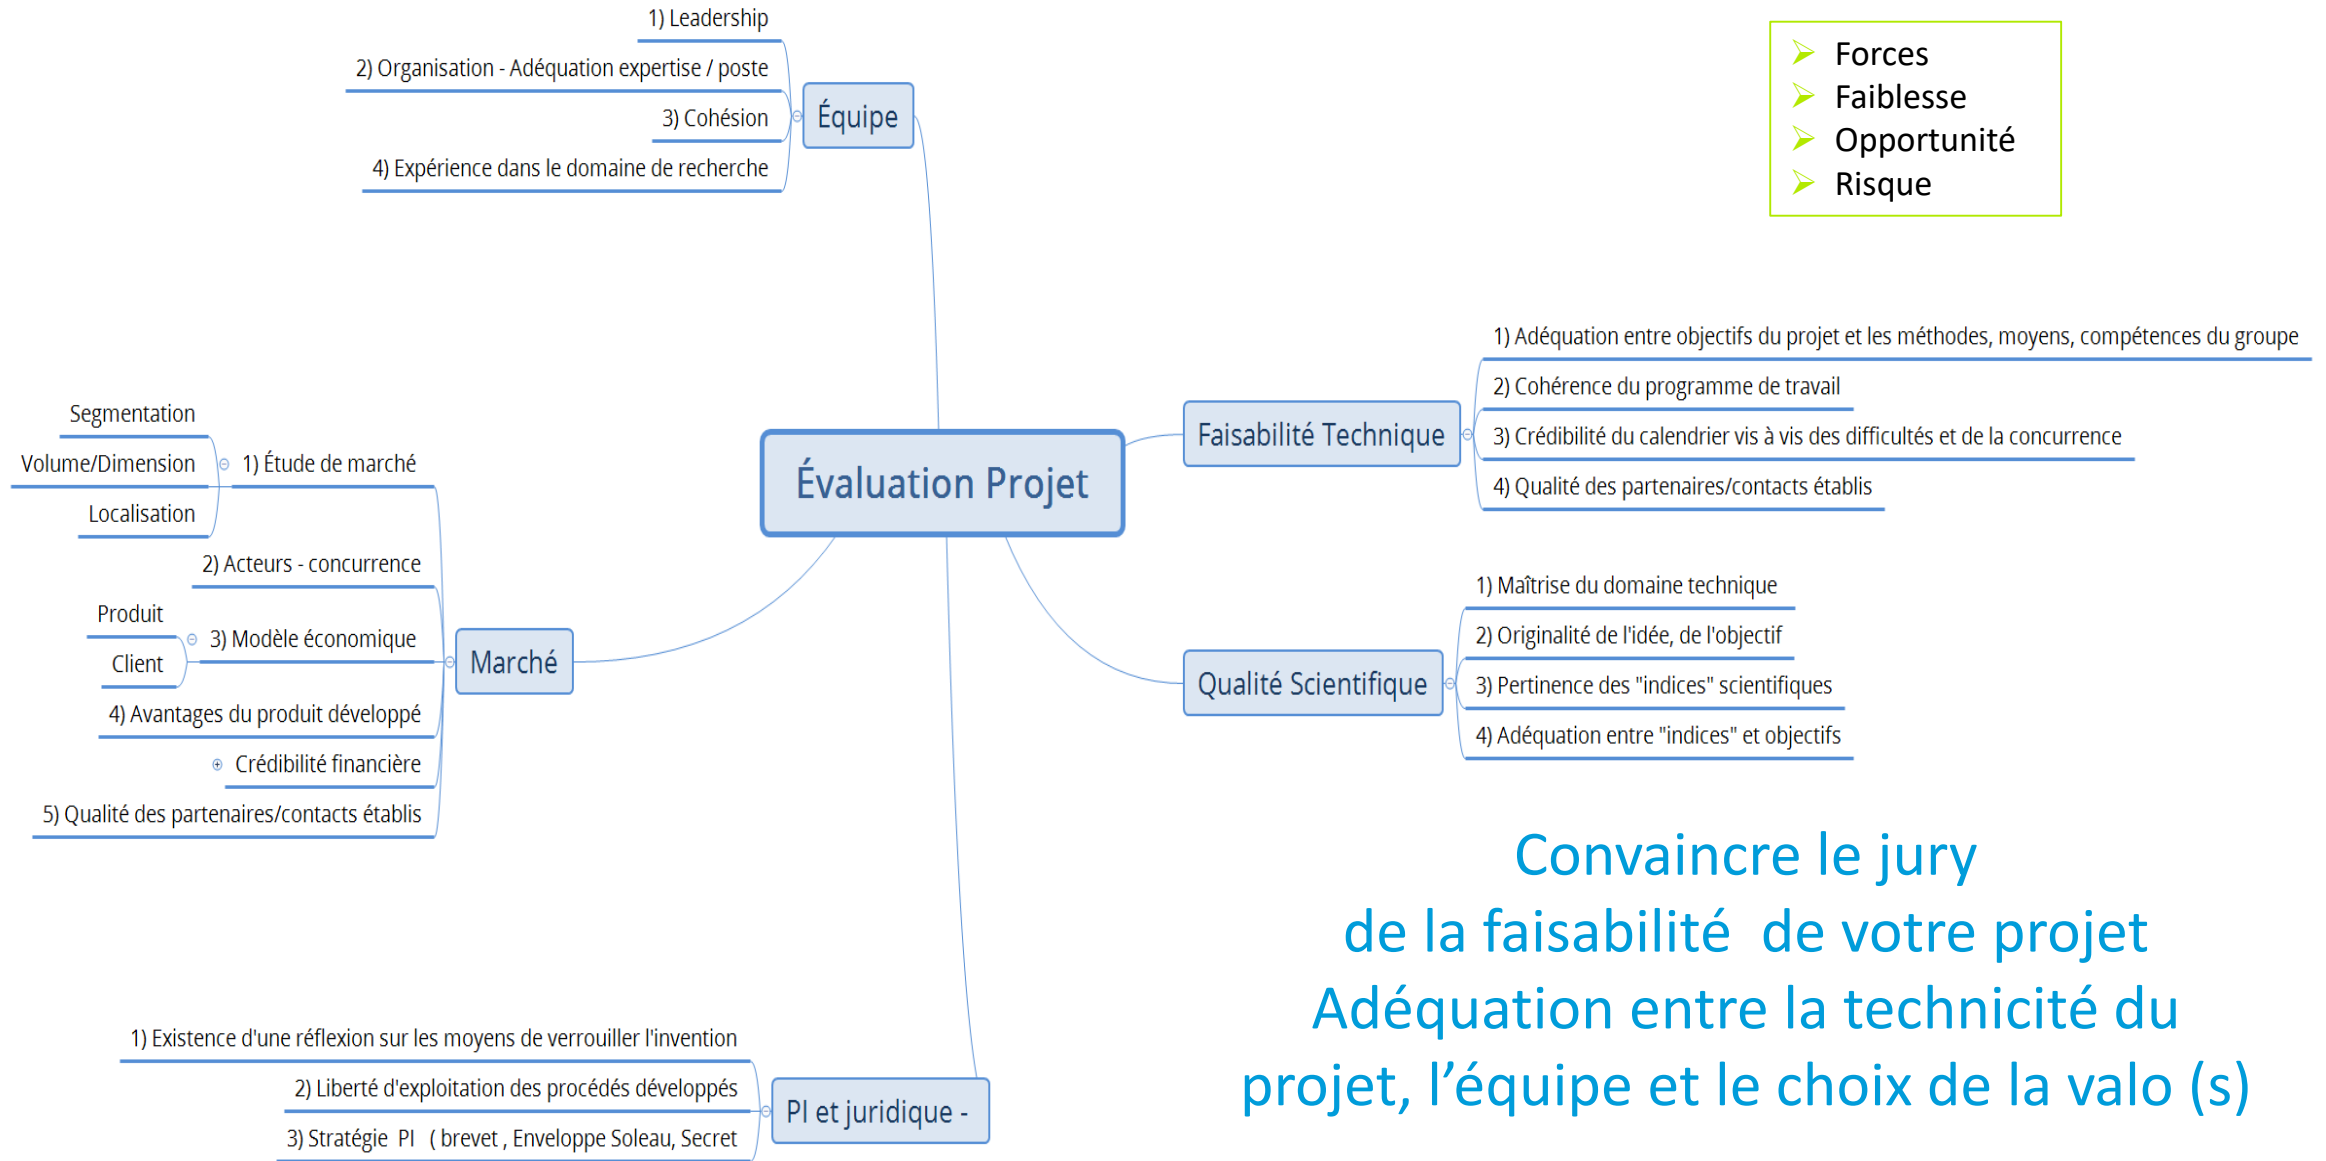 1) Leadership
2) Organisation - Adéquation expertise / poste
3) Cohésion
4) Expérience dans le domaine de recherche
Équipe
Forces
Faiblesse
Opportunité
Risque
Évaluation Projet
Faisabilité Technique
1) Adéquation entre objectifs du projet et les méthodes, moyens, compétences du groupe
2) Cohérence du programme de travail
3) Crédibilité du calendrier vis à vis des difficultés et de la concurrence
4) Qualité des partenaires/contacts établis
Qualité Scientifique
1) Maîtrise du domaine technique
2) Originalité de l'idée, de l'objectif
3) Pertinence des "indices" scientifiques
4) Adéquation entre "indices" et objectifs
Marché
1) Étude de marché
Segmentation
Volume/Dimension
Localisation
2) Acteurs - concurrence
3) Modèle économique
Produit
Client
4) Avantages du produit développé
Crédibilité financière
5) Qualité des partenaires/contacts établis
PI et juridique -
1) Existence d'une réflexion sur les moyens de verrouiller l'invention
2) Liberté d'exploitation des procédés développés
3) Stratégie PI ( brevet , Enveloppe Soleau, Secret
Convaincre le jury
de la faisabilité de votre projet
Adéquation entre la technicité du
projet, l’équipe et le choix de la valo (s)